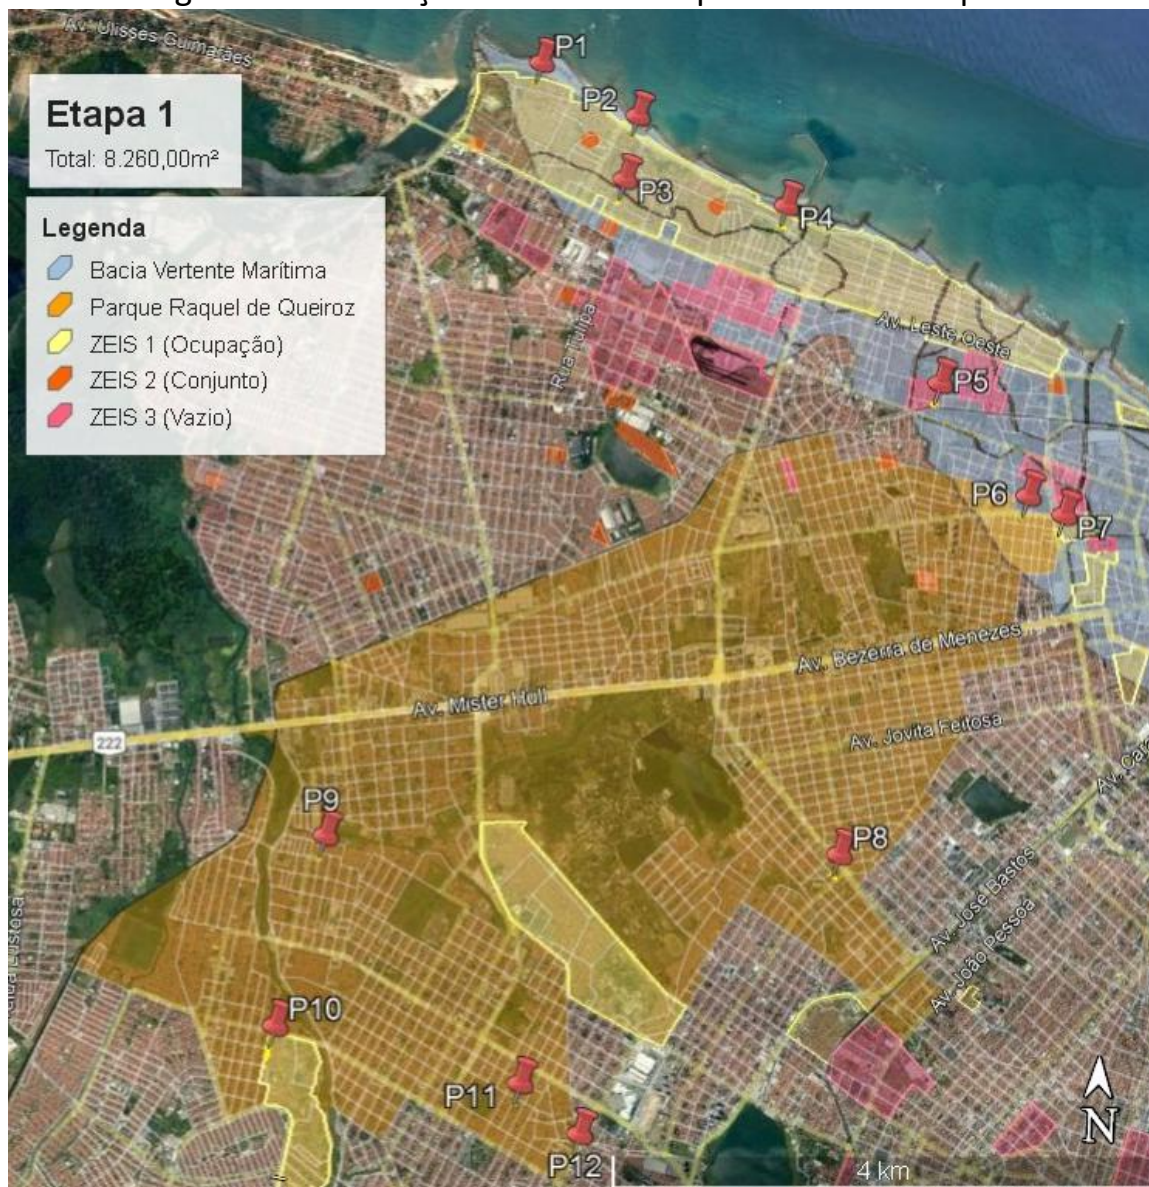 Av. Ulisses Guimarães
P1
Etapa 1
Total: 8.260,00m²
P2
P3
P4
Legenda
Bacia Vertente Marítima
Parque Raquel de Queiroz
ZEIS 1 (Ocupação)
ZEIS 2 (Conjunto)
ZEIS 3 (Vazio)
Rua Tulipa
Av. Leste Oeste
P5
P6
P7
Av. Bezerra de Menezes
Av. Mister Hull
222
Av. Jovita Feitosa
P9
P8
Av. José Bastos
Av. João Pessoa
P10
P11
P12
N
4 km